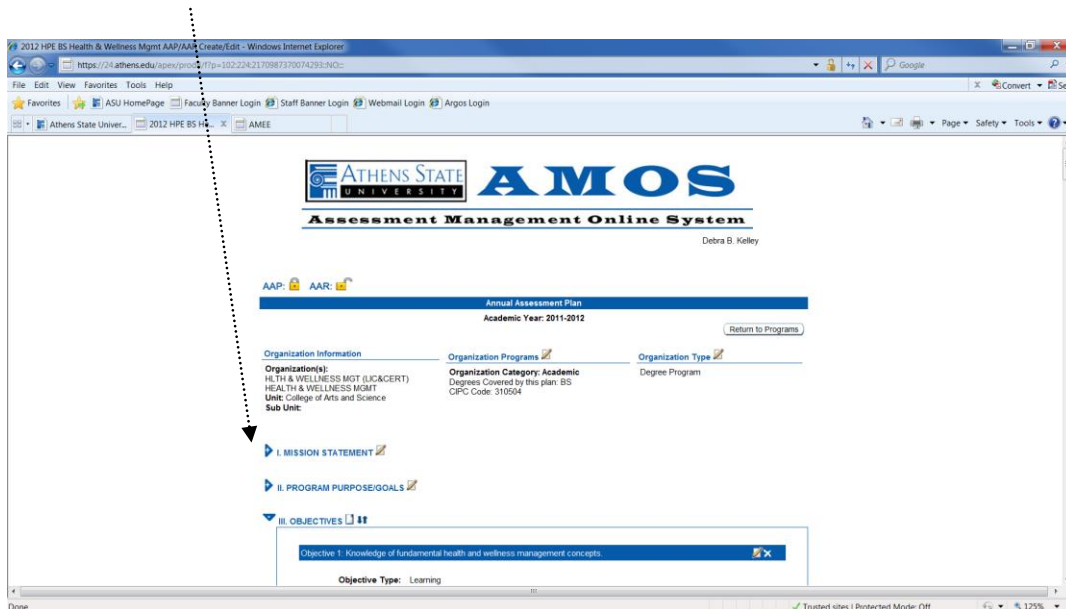 2012 HPE BS Health & Wellness Mgmt AAP/AAR Create/Edit - Windows Internet Explorer
https://24.athens.edu/apex/prod6/f?p=102:224:2170987370074293::NO::
Google
File Edit View Favorites Tools Help
x Convert Se
Favorites ASU HomePage Faculty Banner Login Staff Banner Login Webmail Login Argos Login
Athens State Univer... 2012 HPE BS He... x AMEE
Page Safety Tools
ATHENS STATE
UNIVERSITY
AMOS
Assessment Management Online System
Debra B. Kelley
AAP: AAR:
Annual Assessment Plan
Academic Year: 2011-2012
Return to Programs
Organization Information Organization Programs Organization Type
Organization(s): Organization Category: Academic Degree Program
HLTH & WELLNESS MGT (LIC&CERT) Degrees Covered by this plan: BS
HEALTH & WELLNESS MGMT CIPC Code: 310504
Unit: College of Arts and Science
Sub Unit:
I. MISSION STATEMENT
II. PROGRAM PURPOSE/GOALS
III. OBJECTIVES
Objective 1: Knowledge of fundamental health and wellness management concepts.
Objective Type: Learning
Done Trusted sites | Protected Mode: Off 125%